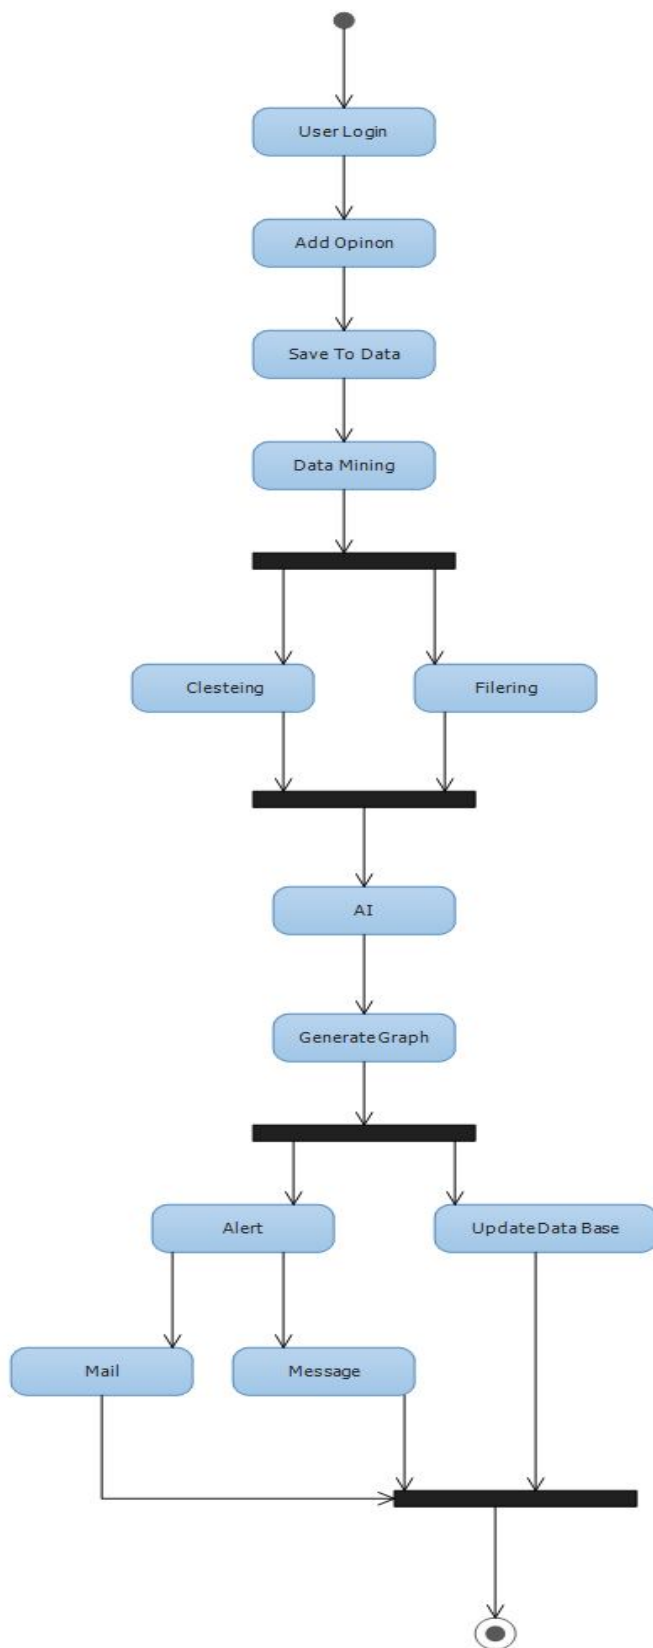 User Login
Add Opinon
Save To Data
Data Mining
Clesteing
Filering
AI
Generate Graph
Alert
Update Data Base
Mail
Message